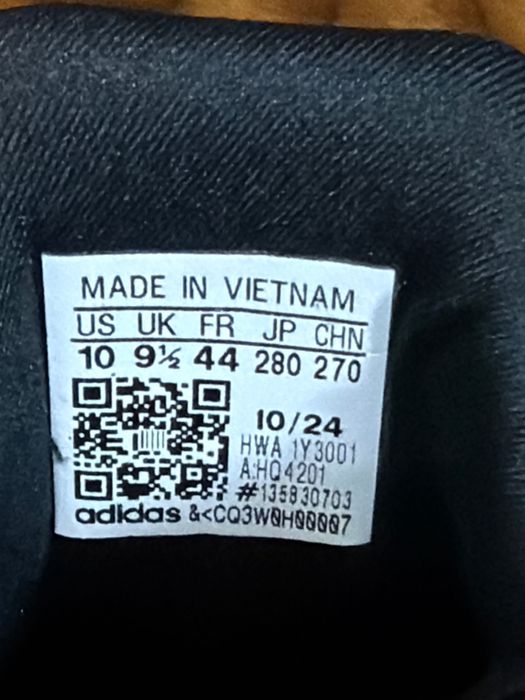 MADE IN VIETNAM
US UK FR JP CHN
10 9½ 44 280 270
10/24
HWA 1Y3001
A:HQ4201
#135830703
adidas &<CQ3W0H00007